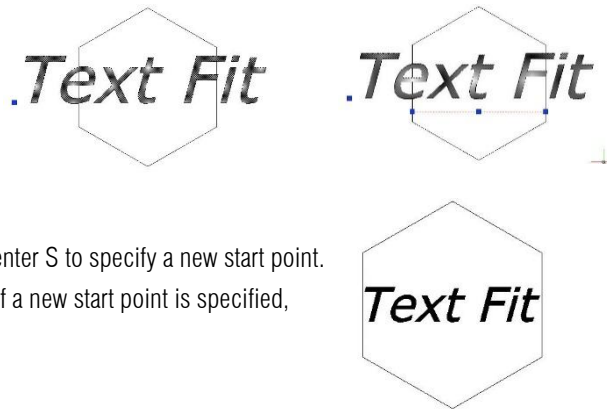 Text Fit
Text Fit
enter S to specify a new start point.
f a new start point is specified,
Text Fit